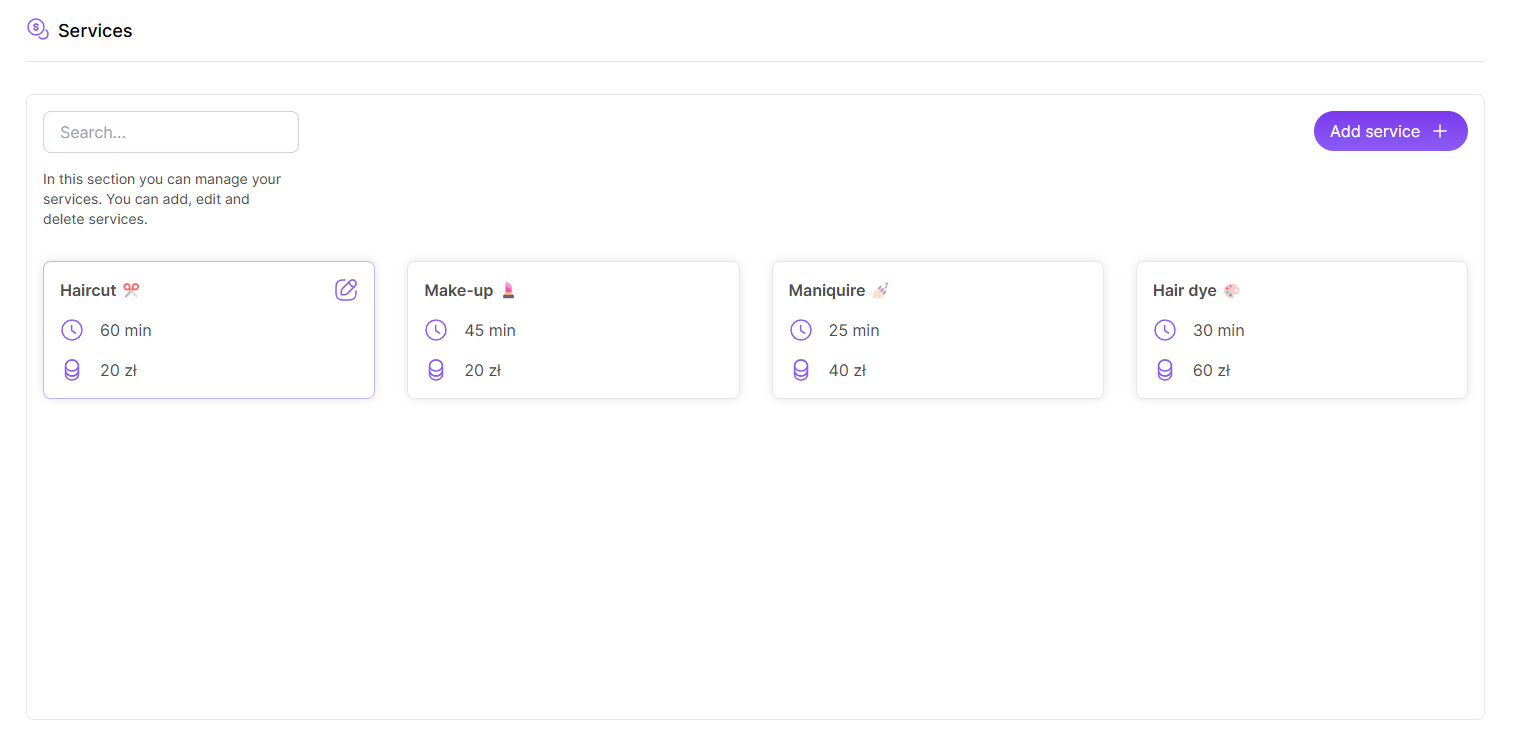 Services
Search...
Add service
In this section you can manage your
services. You can add, edit and
delete services.
Haircut ✂️
60 min
20 zł
Make-up 💄
45 min
20 zł
Maniquire 💅
25 min
40 zł
Hair dye 🎨
30 min
60 zł